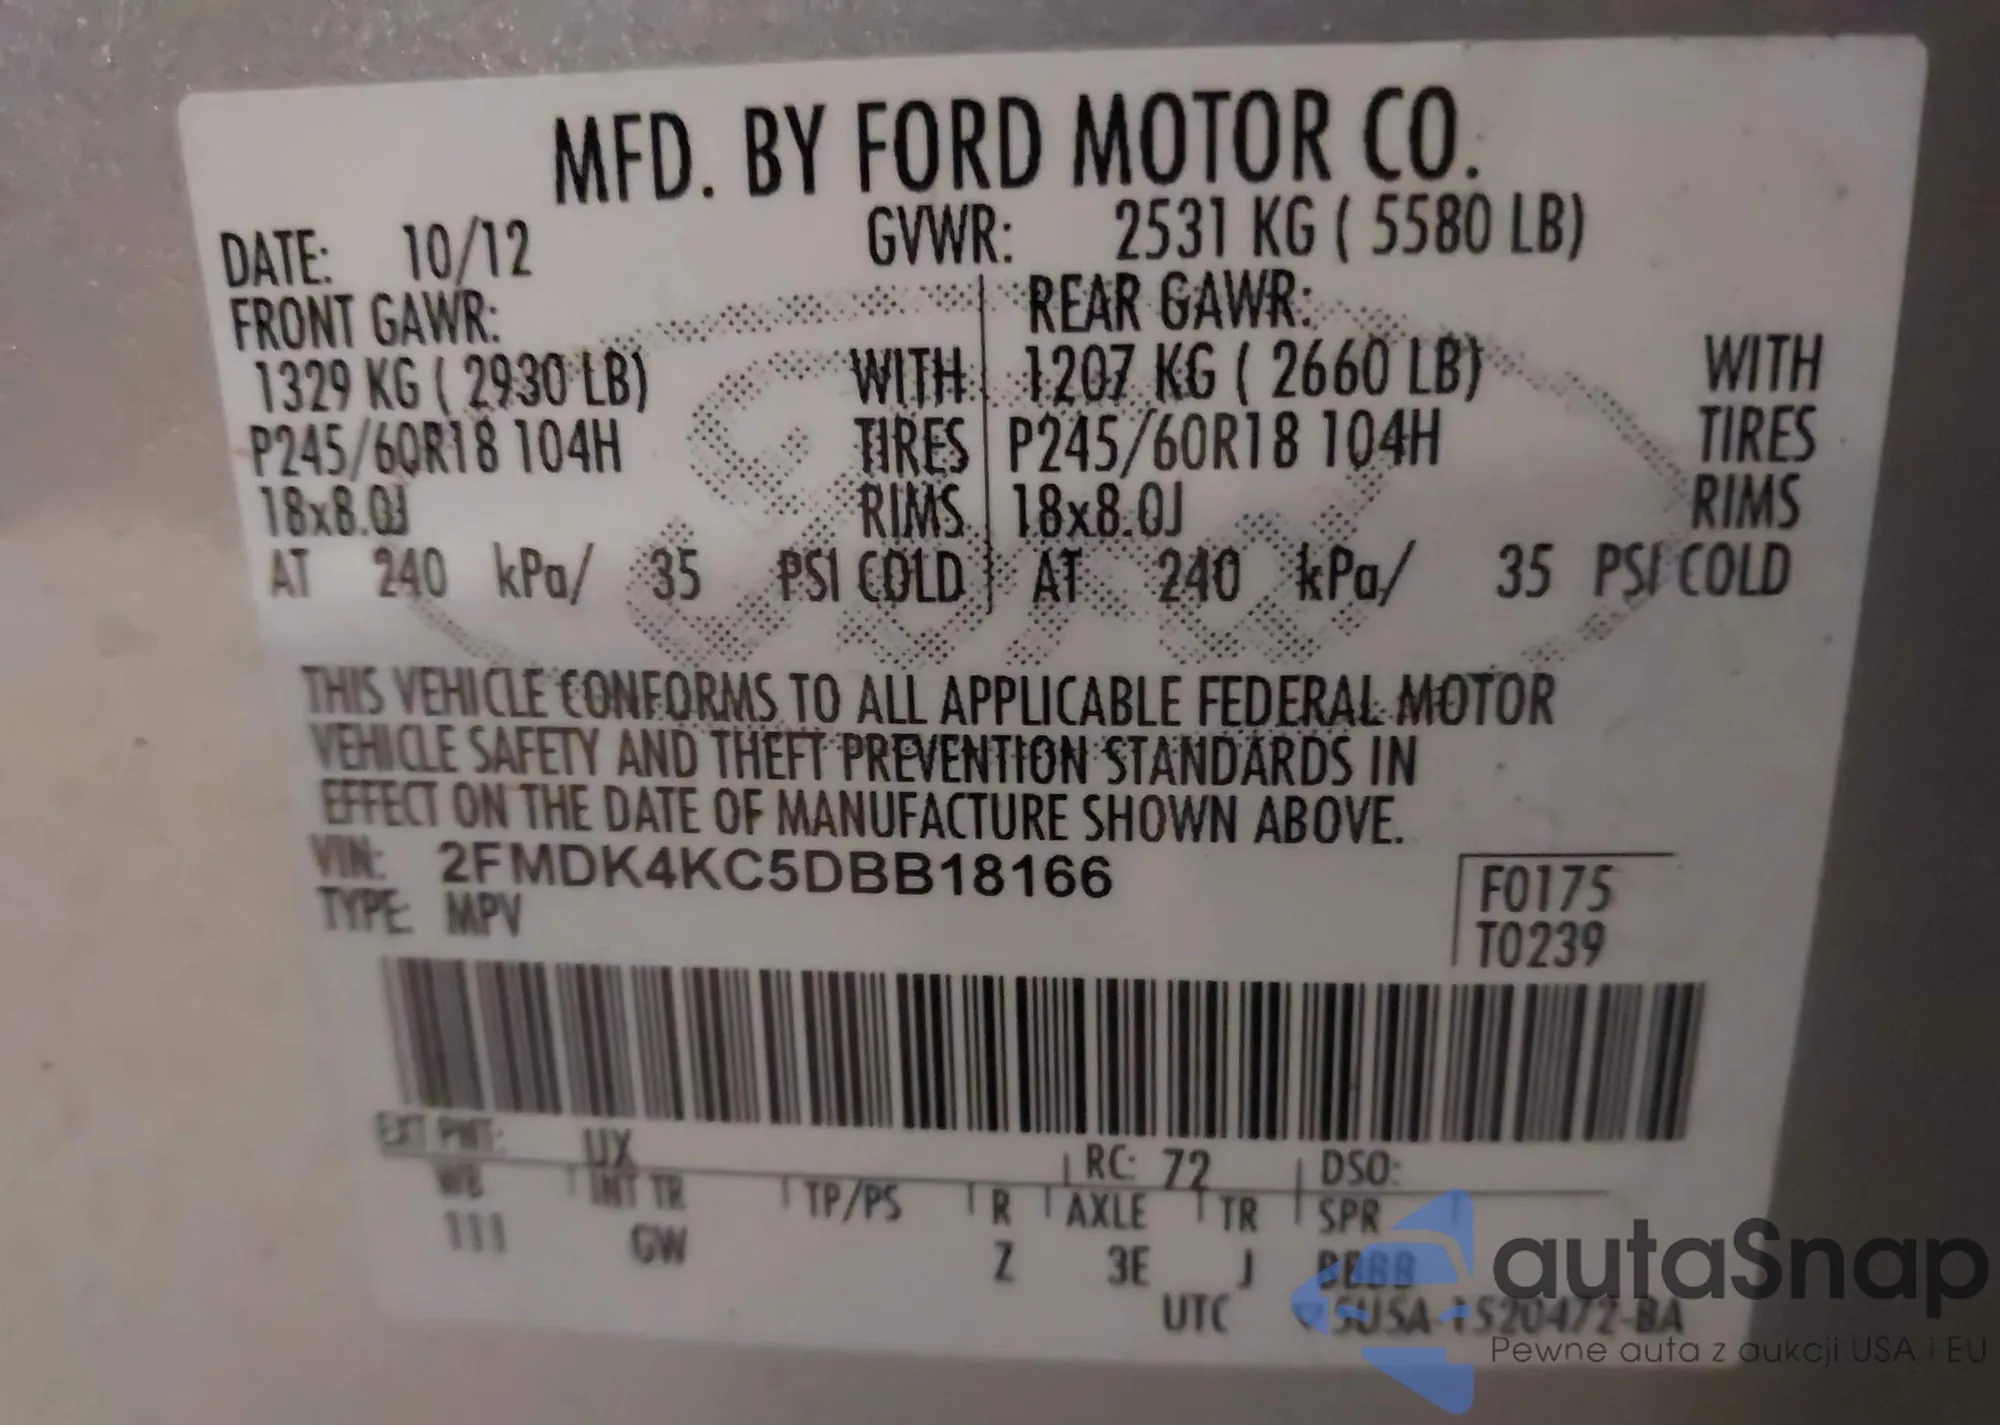 MFD. BY FORD MOTOR CO.
DATE: 10/12 GVWR: 2531 KG ( 5580 LB)
FRONT GAWR: REAR GAWR:
1329 KG ( 2930 LB) WITH 1207 KG ( 2660 LB) WITH
P245/60R18 104H TIRES P245/60R18 104H TIRES
18x8.0J RIMS 18x8.0J RIMS
AT 240 kPa/ 35 PSI COLD AT 240 kPa/ 35 PSI COLD
THIS VEHICLE CONFORMS TO ALL APPLICABLE FEDERAL MOTOR
VEHICLE SAFETY AND THEFT PREVENTION STANDARDS IN
EFFECT ON THE DATE OF MANUFACTURE SHOWN ABOVE.
VIN: 2FMDK4KC5DBB18166
TYPE: MPV
F0175
T0239
EXT PNT: UX RC: 72 DSO:
WB INT TR TP/PS R AXLE TR SPR
111 GW Z 3E J BBBB
UTC 5U5A-1520472-BA
autaSnap
Pewne auta z aukcji USA i EU